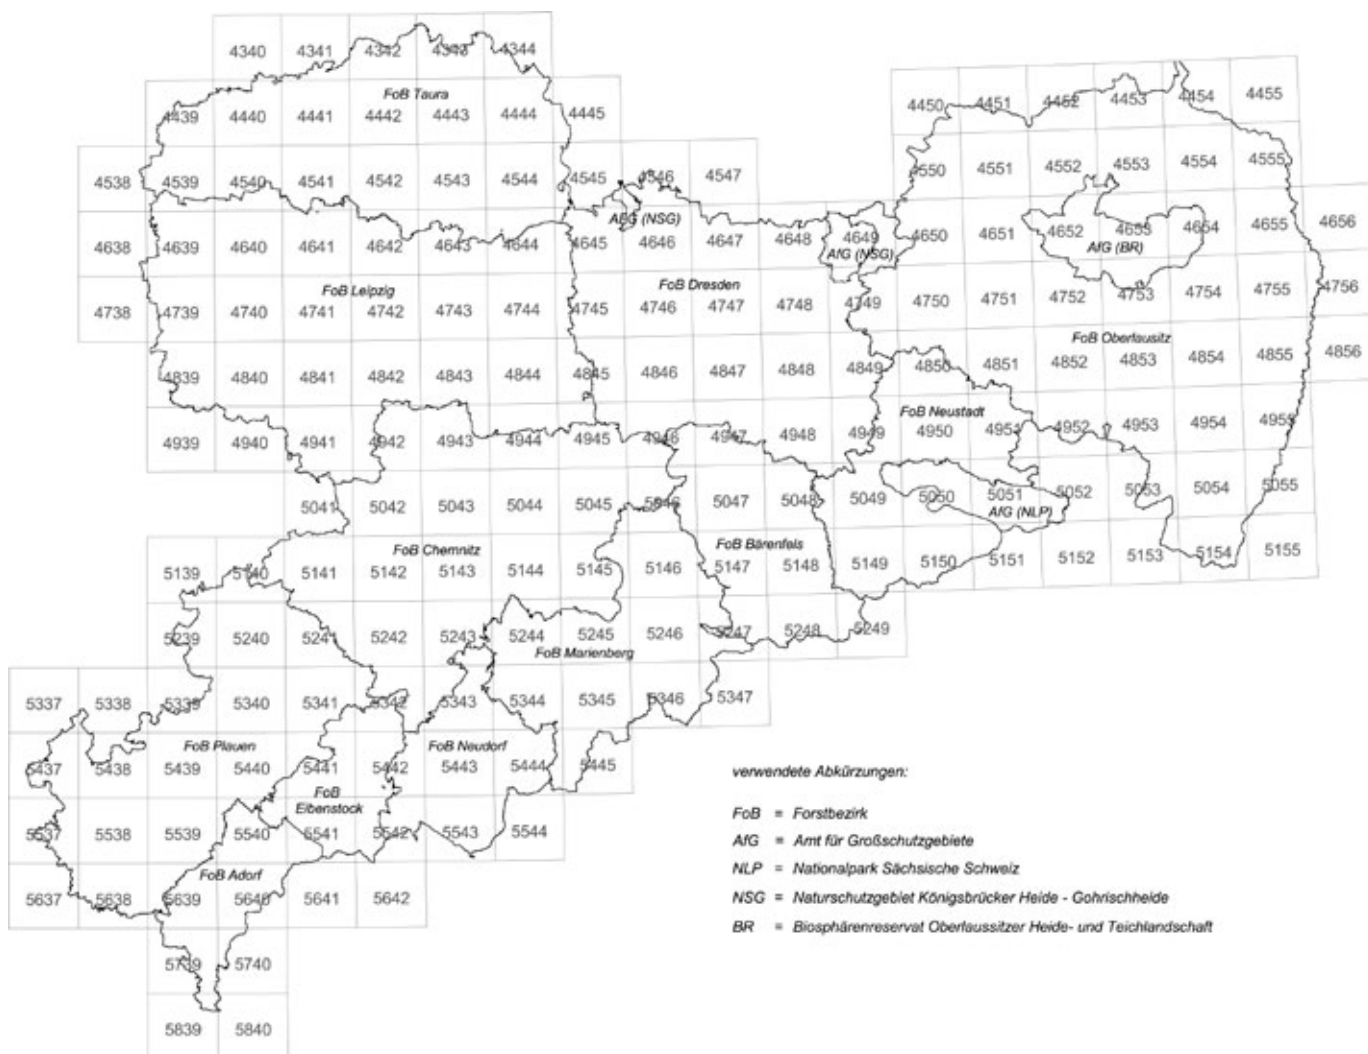 4340 4341 4342 4343 4344
4450 4451 4452 4453 4454 4455
FoB Taura
4439 4440 4441 4442 4443 4444 4445
4538 4539 4540 4541 4542 4543 4544 4545 4546 4547
4550 4551 4552 4553 4554 4555
AfG (NSG)
4638 4639 4640 4641 4642 4643 4644 4645 4646 4647 4648 4649 4650 4651 4652 4653 4654 4655 4656
AfG (NSG)
AfG (BR)
FoB Leipzig
FoB Dresden
4738 4739 4740 4741 4742 4743 4744 4745 4746 4747 4748 4749 4750 4751 4752 4753 4754 4755 4756
FoB Oberlausitz
4839 4840 4841 4842 4843 4844 4845 4846 4847 4848 4849 4850 4851 4852 4853 4854 4855 4856
FoB Neustadt
4939 4940 4941 4942 4943 4944 4945 4946 4947 4948 4949 4950 4951 4952 4953 4954 4955
5041 5042 5043 5044 5045 5046 5047 5048 5049 5050 5051 5052 5053 5054 5055
AfG (NLP)
FoB Chemnitz
FoB Bärenfels
5139 5140 5141 5142 5143 5144 5145 5146 5147 5148 5149 5150 5151 5152 5153 5154 5155
5239 5240 5241 5242 5243 5244 5245 5246 5247 5248 5249
FoB Marienberg
5337 5338 5339 5340 5341 5342 5343 5344 5345 5346 5347
FoB Plauen
FoB Neudorf
5437 5438 5439 5440 5441 5442 5443 5444 5445
FoB
Eibenstock
5537 5538 5539 5540 5541 5542 5543 5544
FoB Adorf
5637 5638 5639 5640 5641 5642
5739 5740
5839 5840
verwendete Abkürzungen:
FoB = Forstbezirk
AfG = Amt für Großschutzgebiete
NLP = Nationalpark Sächsische Schweiz
NSG = Naturschutzgebiet Königsbrücker Heide - Gohrischheide
BR = Biosphärenreservat Oberlaussitzer Heide- und Teichlandschaft